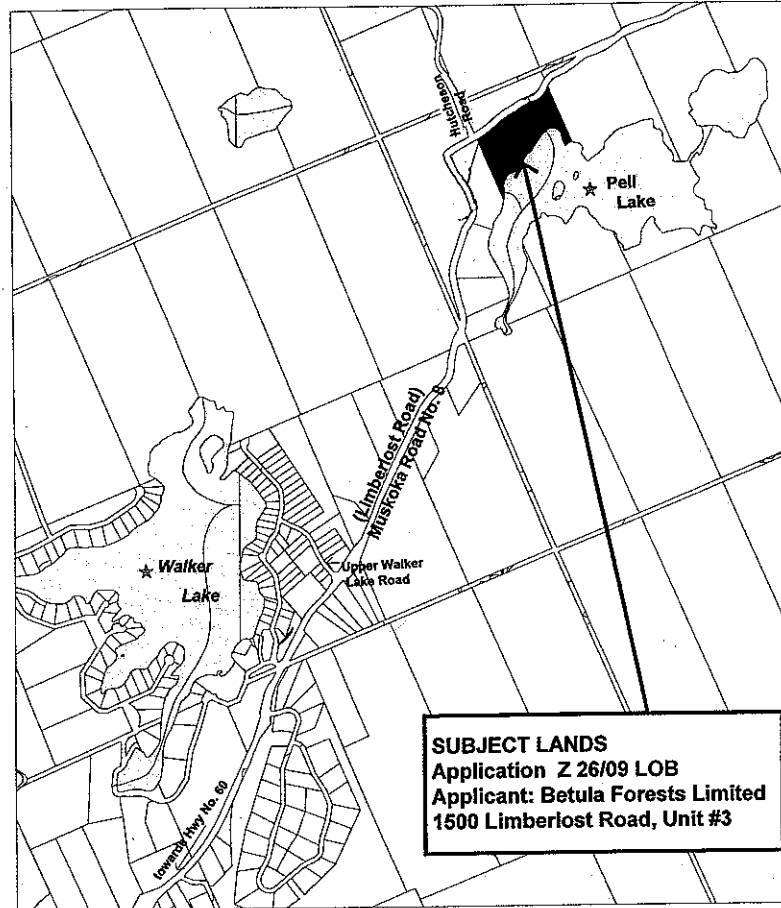 Hutcheson
Road
Pell
Lake
(Limberlost Road)
Muskoka Road No. 8
Walker
Lake
Upper Walker
Lake Road
towards Hwy No. 60
SUBJECT LANDS
Application Z 26/09 LOB
Applicant: Betula Forests Limited
1500 Limberlost Road, Unit #3